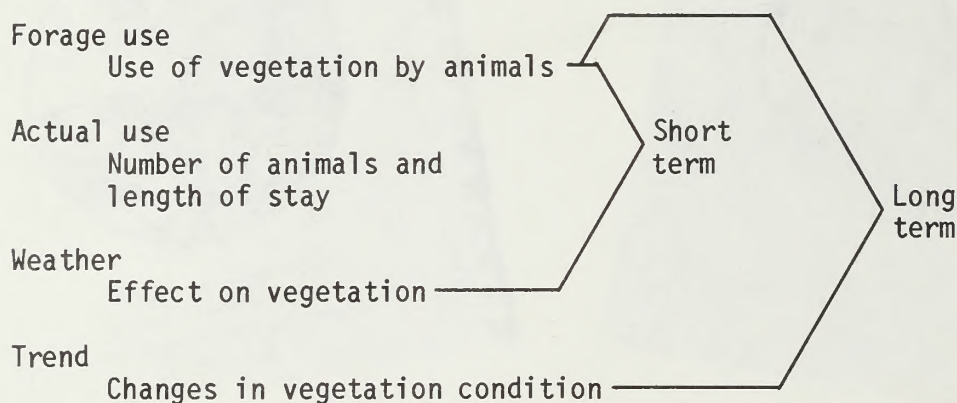 Forage use
Use of vegetation by animals
Actual use
Number of animals and
length of stay
Weather
Effect on vegetation
Trend
Changes in vegetation condition
Short
term
Long
term